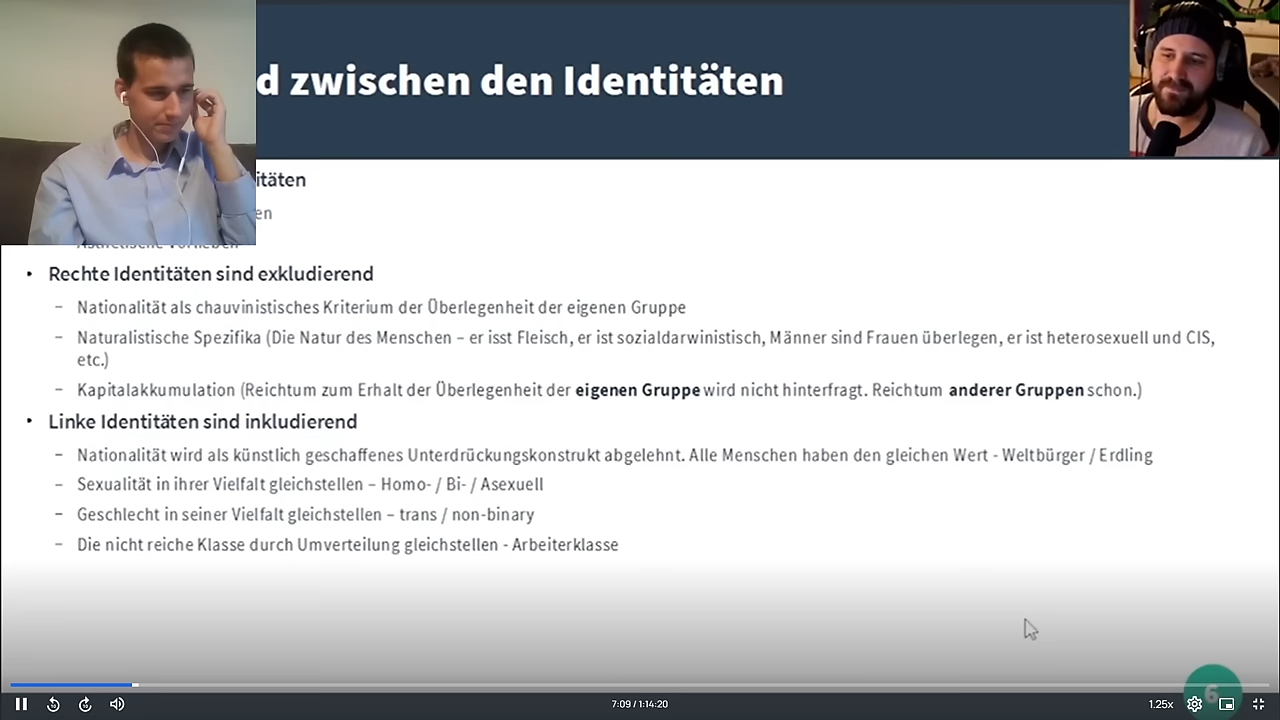 d zwischen den Identitäten
itäten
en
Ästhetische Vorlieben
• Rechte Identitäten sind exkludierend
– Nationalität als chauvinistisches Kriterium der Überlegenheit der eigenen Gruppe
– Naturalistische Spezifika (Die Natur des Menschen – er isst Fleisch, er ist sozialdarwinistisch, Männer sind Frauen überlegen, er ist heterosexuell und CIS,
etc.)
– Kapitalakkumulation (Reichtum zum Erhalt der Überlegenheit der eigenen Gruppe wird nicht hinterfragt. Reichtum anderer Gruppen schon.)
• Linke Identitäten sind inkludierend
– Nationalität wird als künstlich geschaffenes Unterdrückungskonstrukt abgelehnt. Alle Menschen haben den gleichen Wert - Weltbürger / Erdling
– Sexualität in ihrer Vielfalt gleichstellen – Homo- / Bi- / Asexuell
– Geschlecht in seiner Vielfalt gleichstellen – trans / non-binary
– Die nicht reiche Klasse durch Umverteilung gleichstellen - Arbeiterklasse
6
7:09 / 1:14:20
1.25x